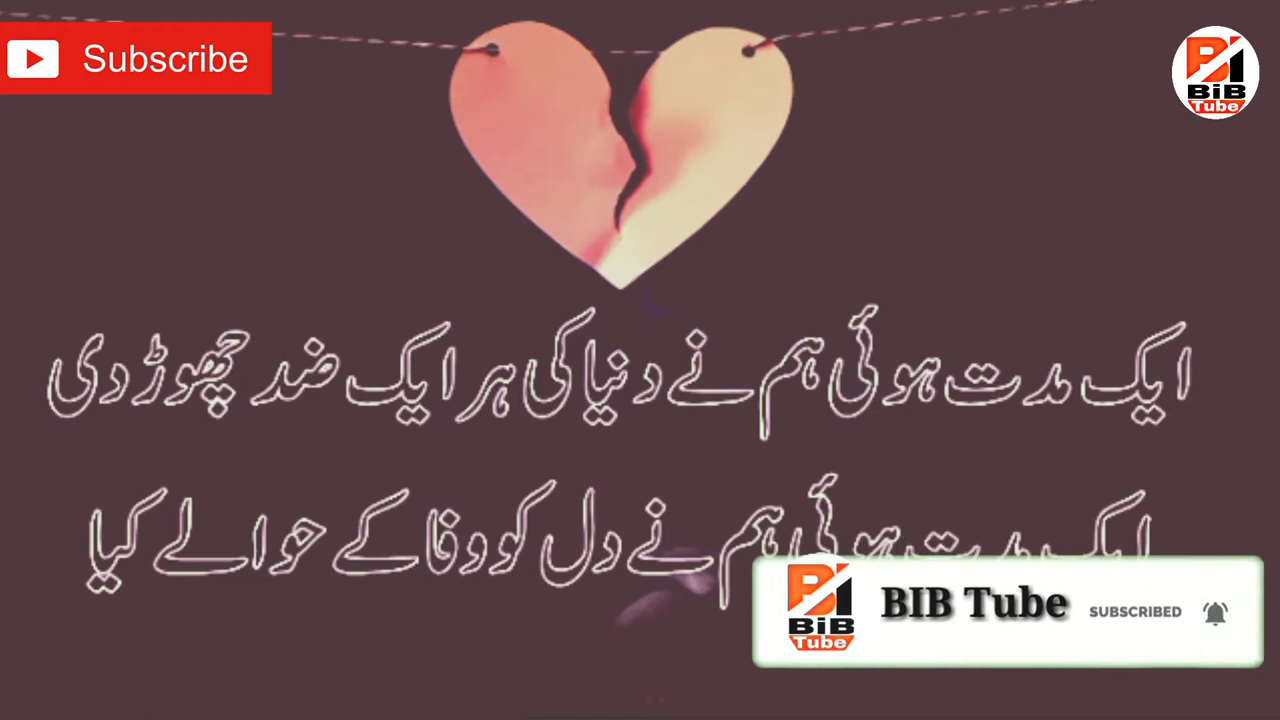 Subscribe
BiB
Tube
ایک مدت ہوئی ہم نے دنیا کی ہر ایک ضد چھوڑ دی
ایک مدت ہوئی ہم نے دل کو وفا کے حوالے کیا
BiB
Tube
BIB Tube
SUBSCRIBED